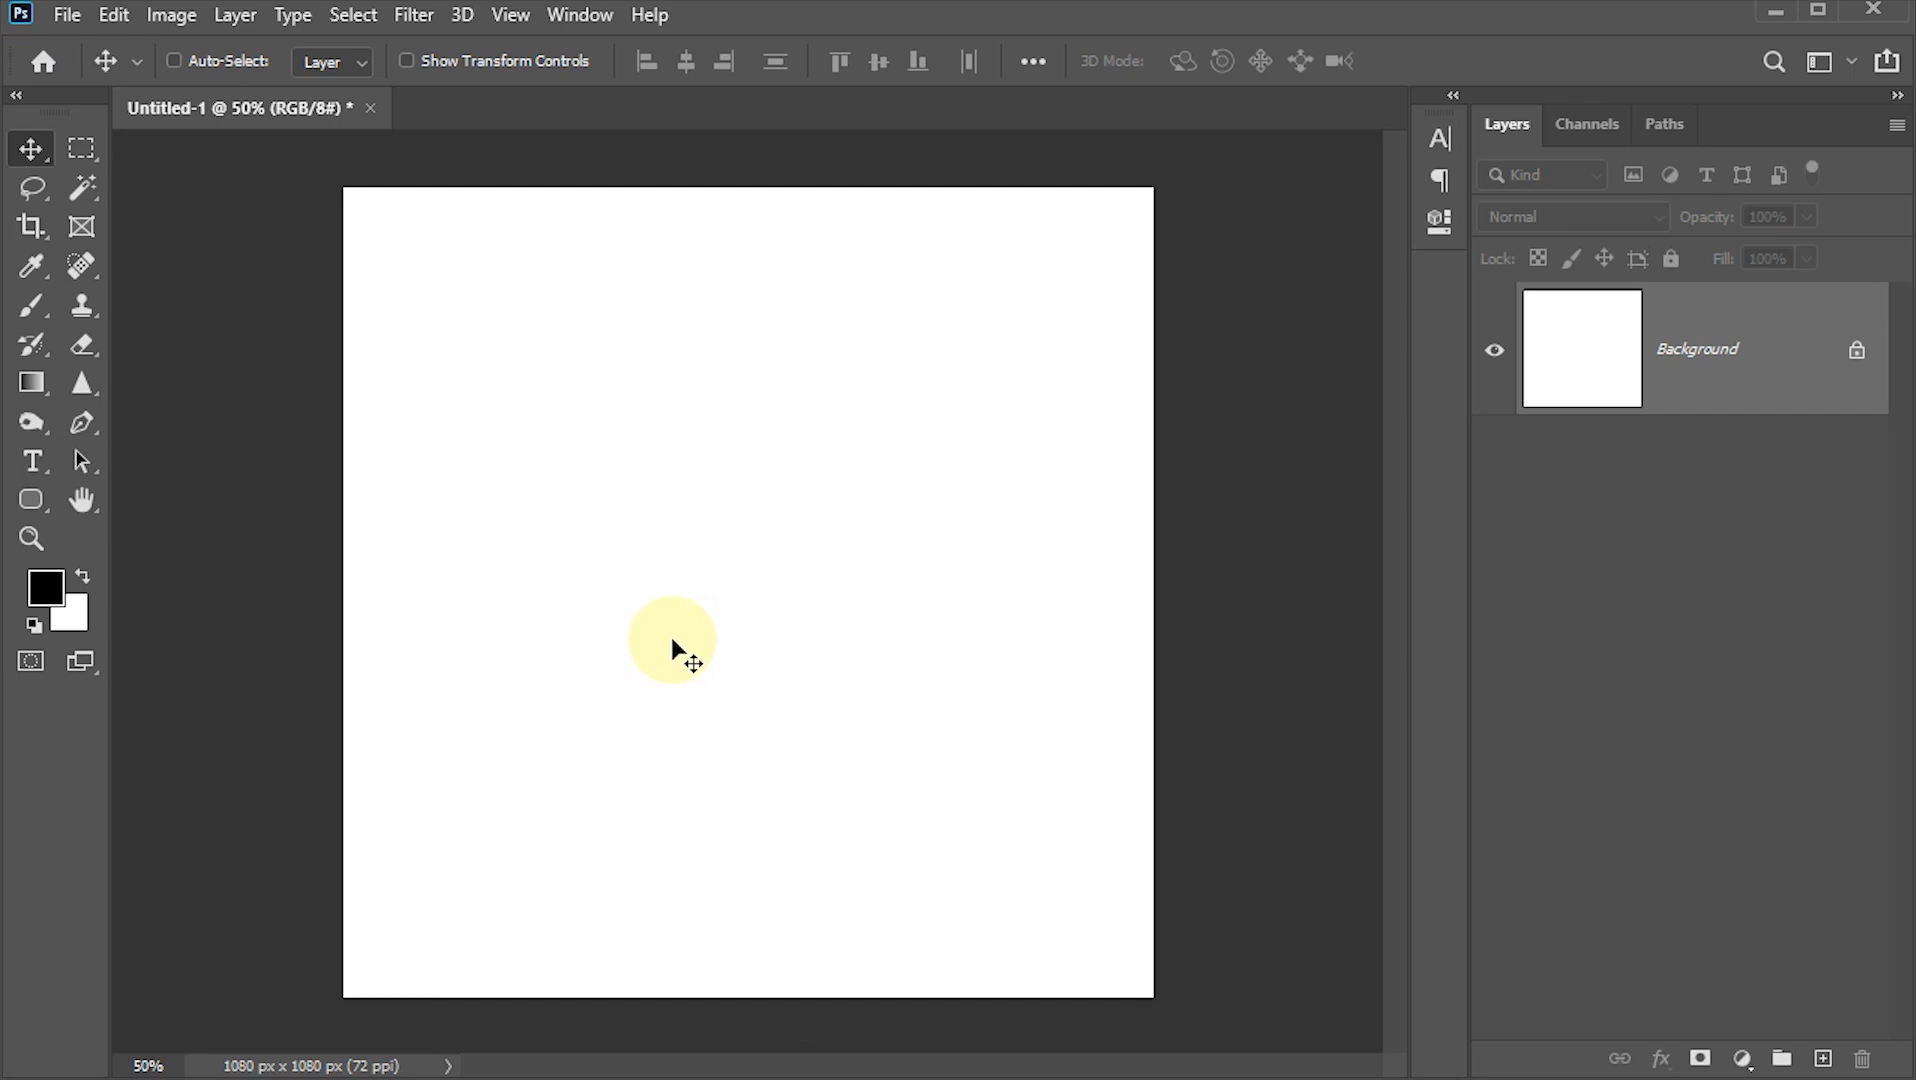 Ps File Edit Image Layer Type Select Filter 3D View Window Help
Auto-Select: Layer Show Transform Controls 3D Mode:
Untitled-1 @ 50% (RGB/8#) *
Layers Channels Paths
Kind
Normal Opacity: 100%
Lock: Fill: 100%
Background
50% 1080 px x 1080 px (72 ppi)